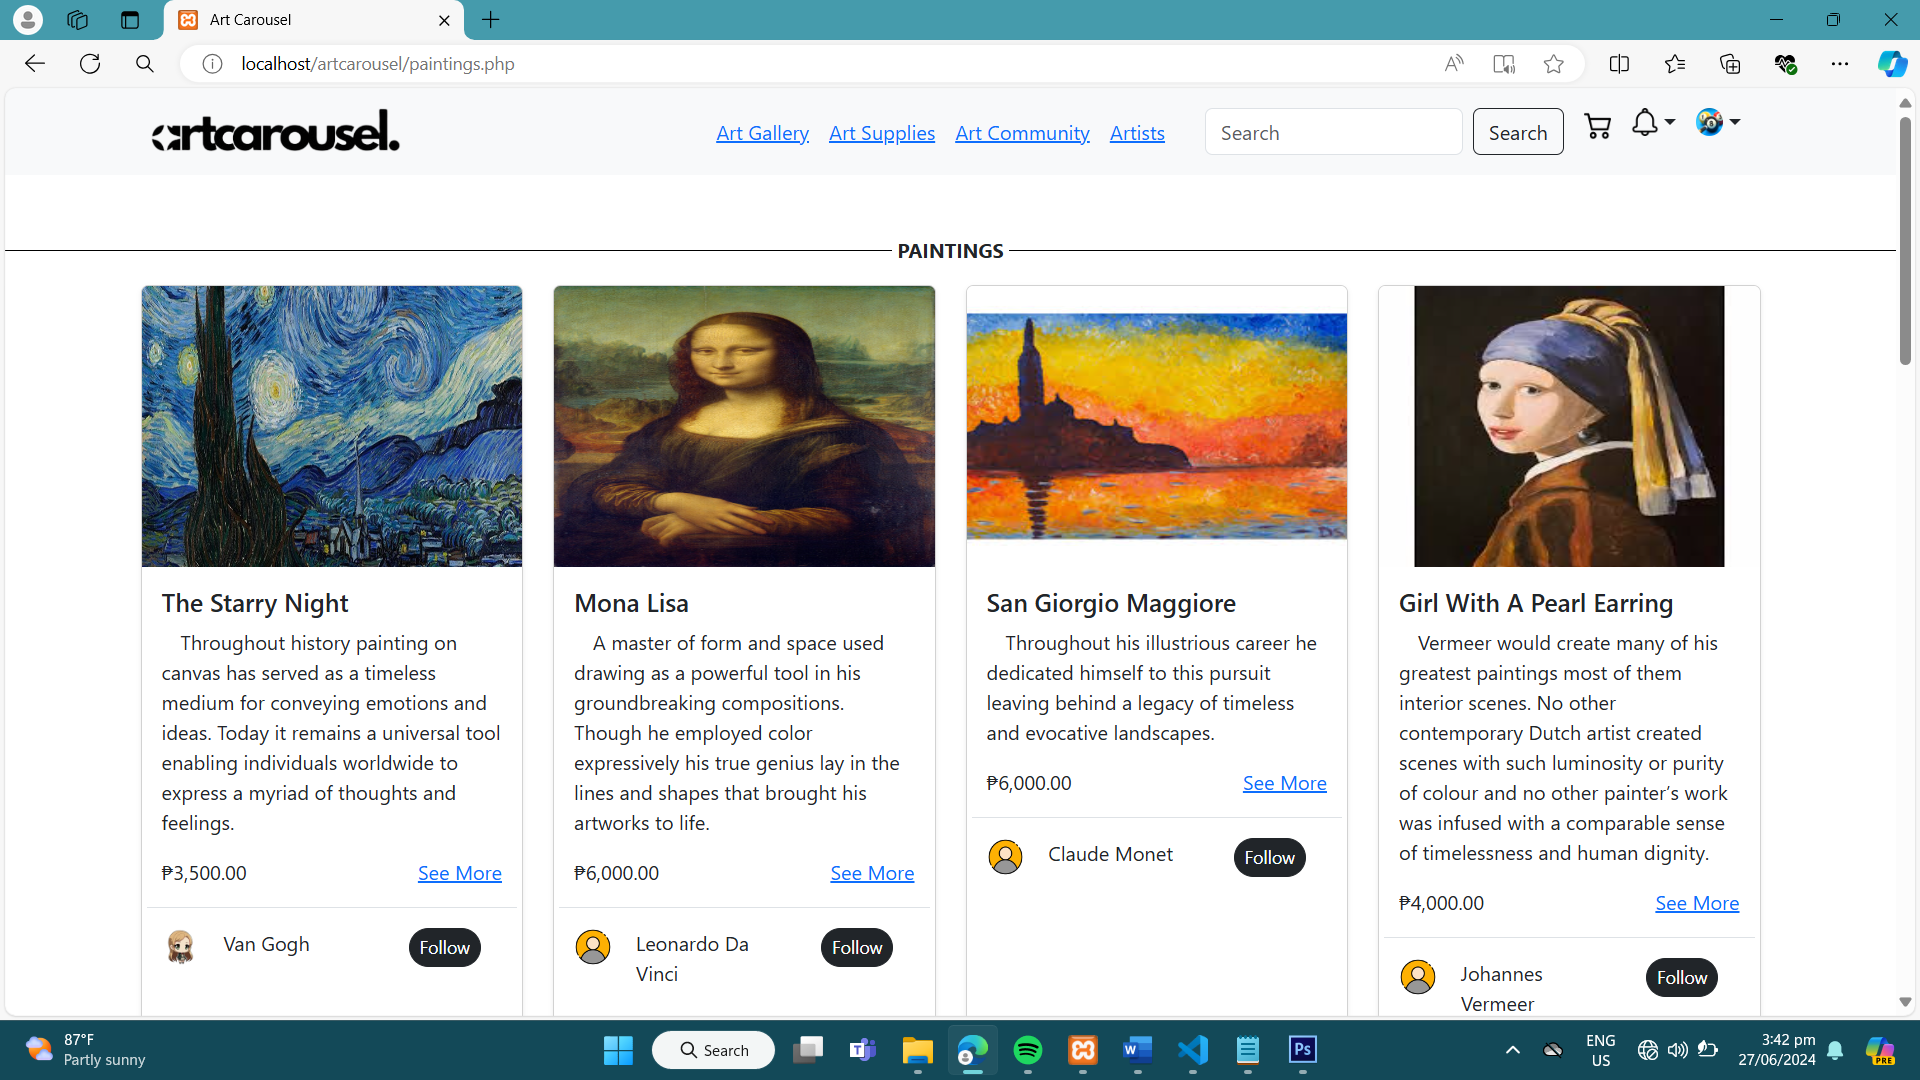 Art Carousel
localhost/artcarousel/paintings.php
artcarousel.
Art Gallery
Art Supplies
Art Community
Artists
Search
Search
PAINTINGS
The Starry Night
Throughout history painting on
canvas has served as a timeless
medium for conveying emotions and
ideas. Today it remains a universal tool
enabling individuals worldwide to
express a myriad of thoughts and
feelings.
₱3,500.00
See More
Van Gogh
Follow
Mona Lisa
A master of form and space used
drawing as a powerful tool in his
groundbreaking compositions.
Though he employed color
expressively his true genius lay in the
lines and shapes that brought his
artworks to life.
₱6,000.00
See More
Leonardo Da
Vinci
Follow
San Giorgio Maggiore
Throughout his illustrious career he
dedicated himself to this pursuit
leaving behind a legacy of timeless
and evocative landscapes.
₱6,000.00
See More
Claude Monet
Follow
Girl With A Pearl Earring
Vermeer would create many of his
greatest paintings most of them
interior scenes. No other
contemporary Dutch artist created
scenes with such luminosity or purity
of colour and no other painter’s work
was infused with a comparable sense
of timelessness and human dignity.
₱4,000.00
See More
Johannes
Vermeer
Follow
87°F
Partly sunny
Search
Ps
ENG
US
3:42 pm
27/06/2024
PRE